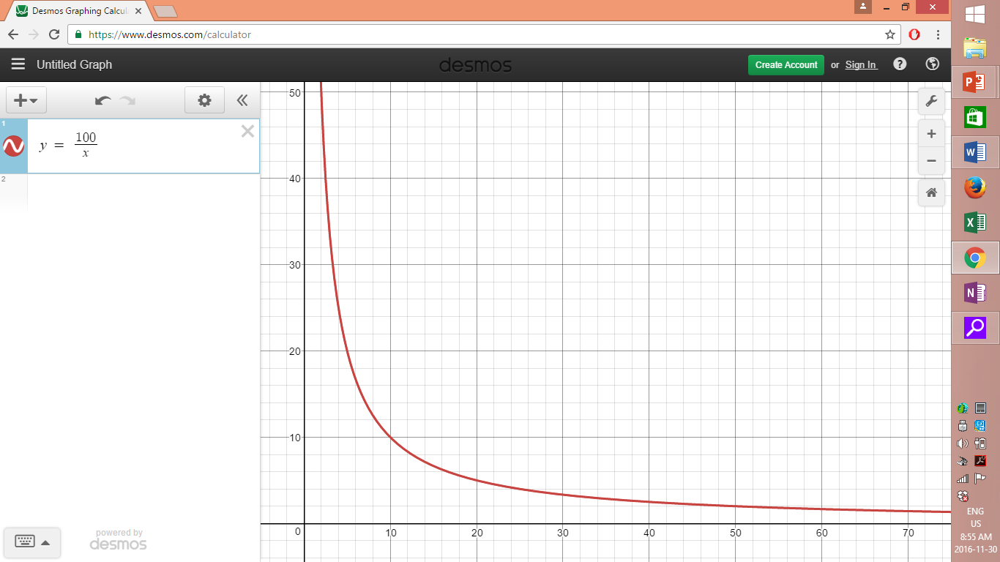 Desmos Graphing Calcul
https://www.desmos.com/calculator
Untitled Graph
desmos
Create Account or Sign In ?
1
y = 100/x
2
50
40
30
20
10
0 10 20 30 40 50 60 70
powered by
desmos
P
W
X
N
ENG
US
8:55 AM
2016-11-30